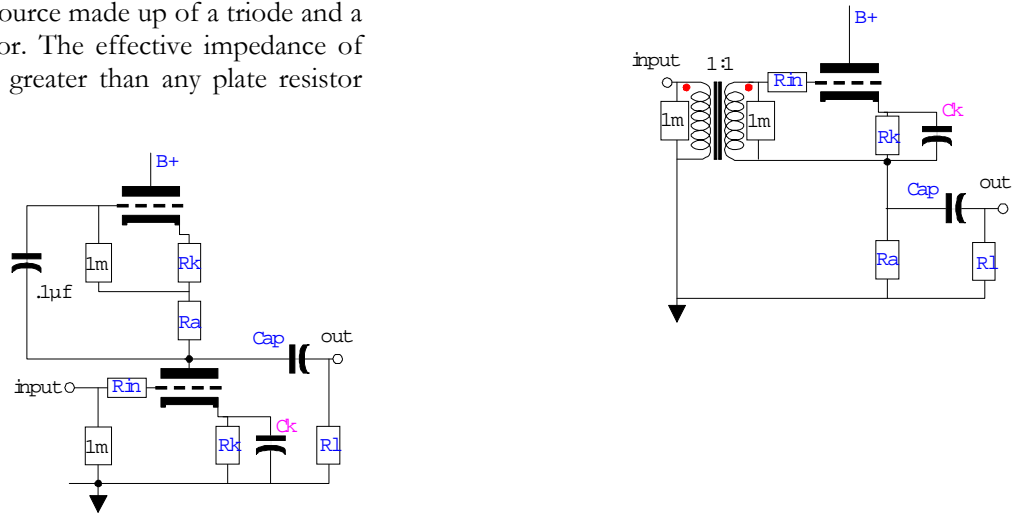 ource made up of a triode and a
or. The effective impedance of
greater than any plate resistor
B+
1m
Rk
.1µf
Ra
Cap
out
input
Rin
1m
Rk
Ck
Rl
B+
input
1:1
Rin
1m
1m
Ck
Rk
Cap
out
Ra
Rl